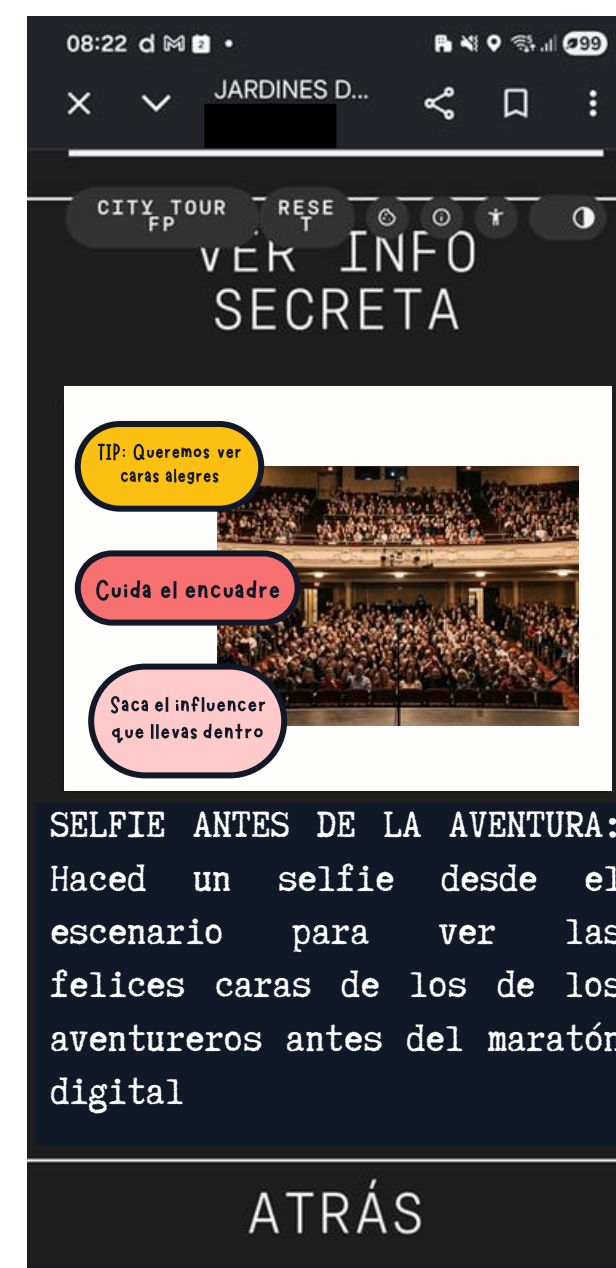 08:22 d M 2 •
99
JARDINES D...
CITY TOUR
FP
RESE
T
VER INFO
SECRETA
TIP: Queremos ver
caras alegres
Cuida el encuadre
Saca el influencer
que llevas dentro
SELFIE ANTES DE LA AVENTURA:
Haced un selfie desde el
escenario para ver las
felices caras de los de los
aventureros antes del maratón
digital
ATRÁS